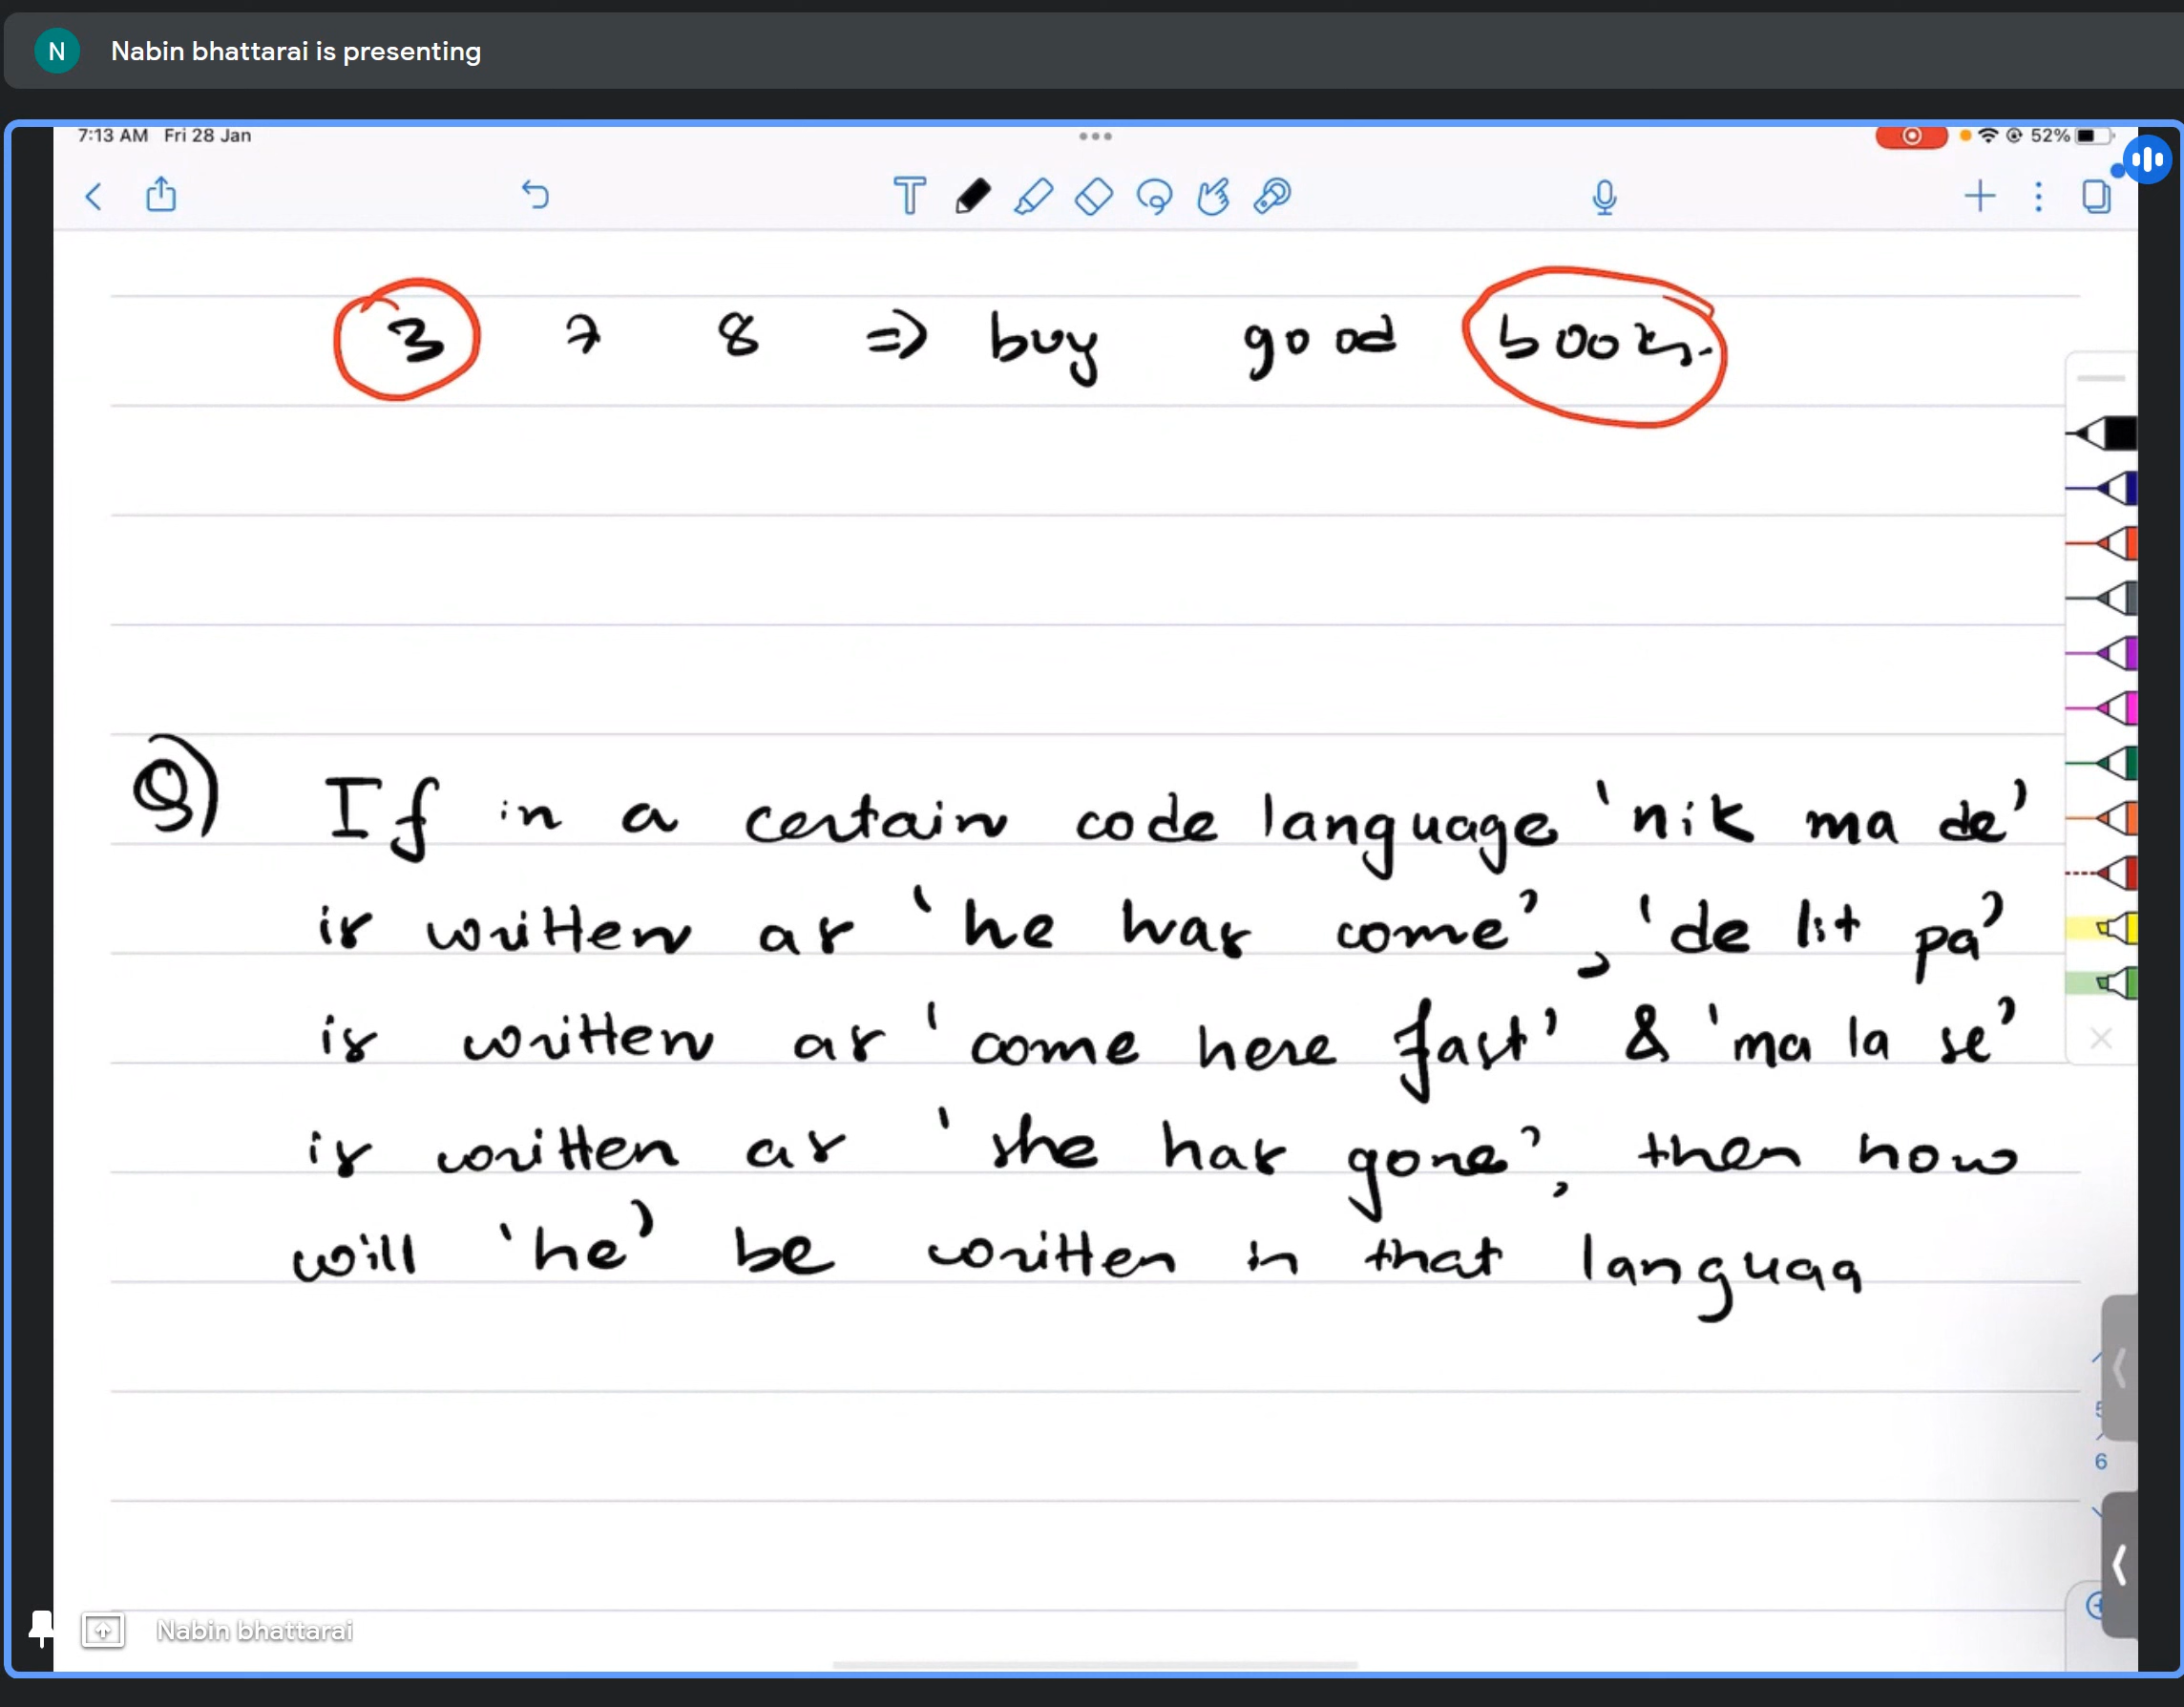 N Nabin bhattarai is presenting
7:13 AM Fri 28 Jan
52%
3 7 8 => buy good books.
Q) If in a certain code language 'nik ma de'
is written as 'he has come', 'de lit pa'
is written as 'come here fast' & 'ma la se'
is written as 'she has gone', then how
will 'he' be written in that languag
5
6
Nabin bhattarai